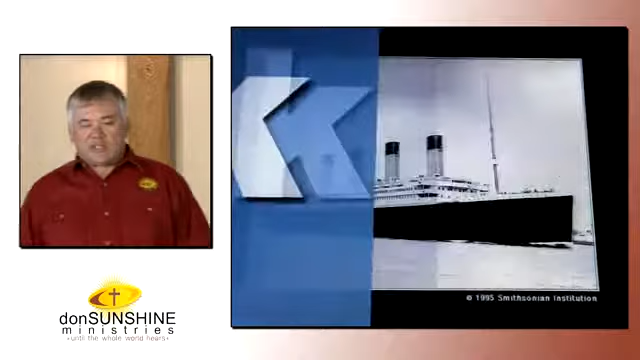 donSUNSHINE
ministries
•until the whole world hears•
© 1995 Smithsonian Institution